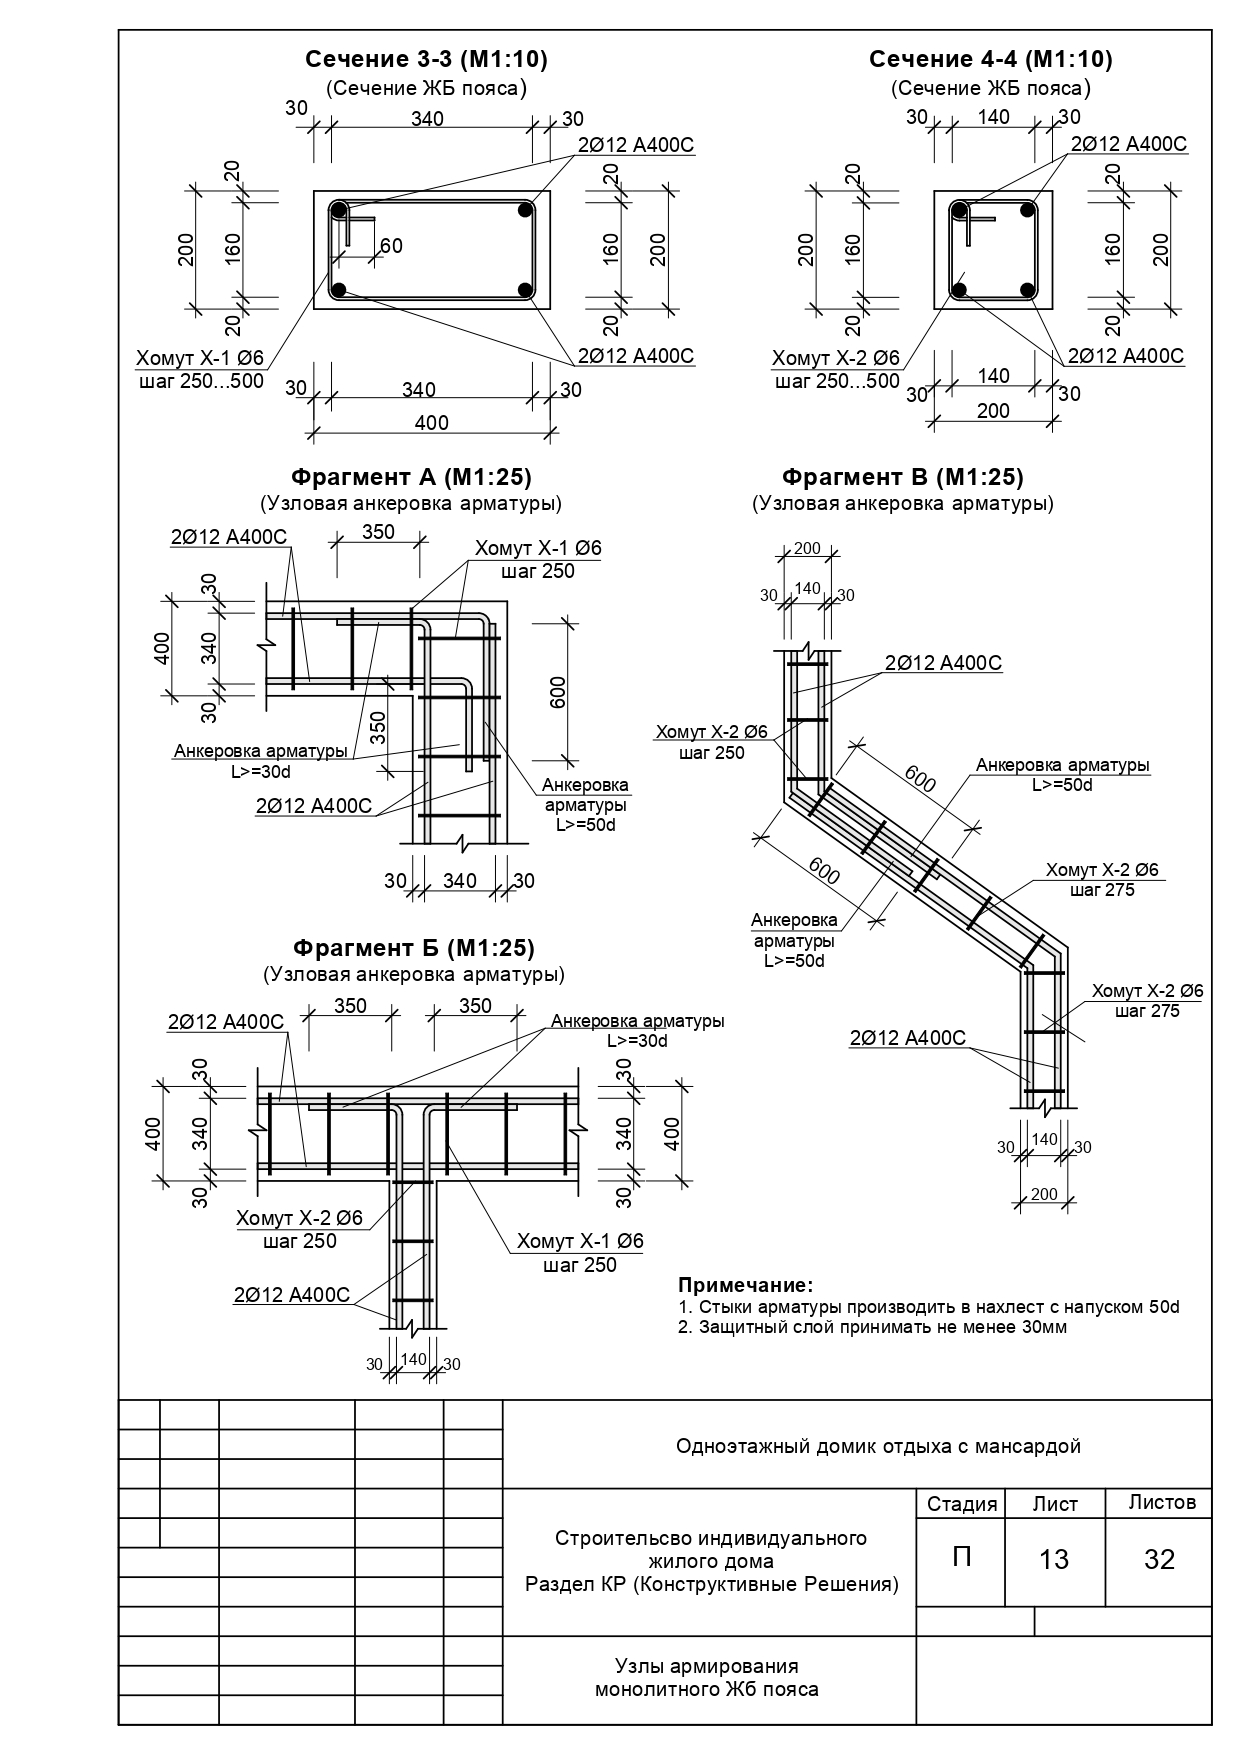 Сечение 3-3 (М1:10)
(Сечение ЖБ пояса)
30
340
30
2Ø12 А400С
20
200
160
20
60
20
160
200
20
Хомут Х-1 Ø6
шаг 250...500
2Ø12 А400С
30
340
30
400
Сечение 4-4 (М1:10)
(Сечение ЖБ пояса)
30
140
30
2Ø12 А400С
20
200
160
20
20
160
200
20
Хомут Х-2 Ø6
шаг 250...500
2Ø12 А400С
30
140
30
200
Фрагмент А (М1:25)
(Узловая анкеровка арматуры)
2Ø12 А400С
350
Хомут Х-1 Ø6
шаг 250
30
400
340
30
600
350
Анкеровка арматуры
L>=30d
2Ø12 А400С
Анкеровка
арматуры
L>=50d
30
340
30
Фрагмент В (М1:25)
(Узловая анкеровка арматуры)
200
140
30
30
2Ø12 А400С
Хомут Х-2 Ø6
шаг 250
600
Анкеровка арматуры
L>=50d
600
Хомут Х-2 Ø6
шаг 275
Анкеровка
арматуры
L>=50d
Хомут Х-2 Ø6
шаг 275
2Ø12 А400С
30
140
30
200
Фрагмент Б (М1:25)
(Узловая анкеровка арматуры)
350
350
2Ø12 А400С
Анкеровка арматуры
L>=30d
30
400
340
30
30
340
400
30
Хомут Х-2 Ø6
шаг 250
Хомут Х-1 Ø6
шаг 250
2Ø12 А400С
30
140
30
Примечание:
1. Стыки арматуры производить в нахлест с напуском 50d
2. Защитный слой принимать не менее 30мм
Одноэтажный домик отдыха с мансардой
Строительсво индивидуального
жилого дома
Раздел КР (Конструктивные Решения)
Стадия
Лист
Листов
П
13
32
Узлы армирования
монолитного Жб пояса